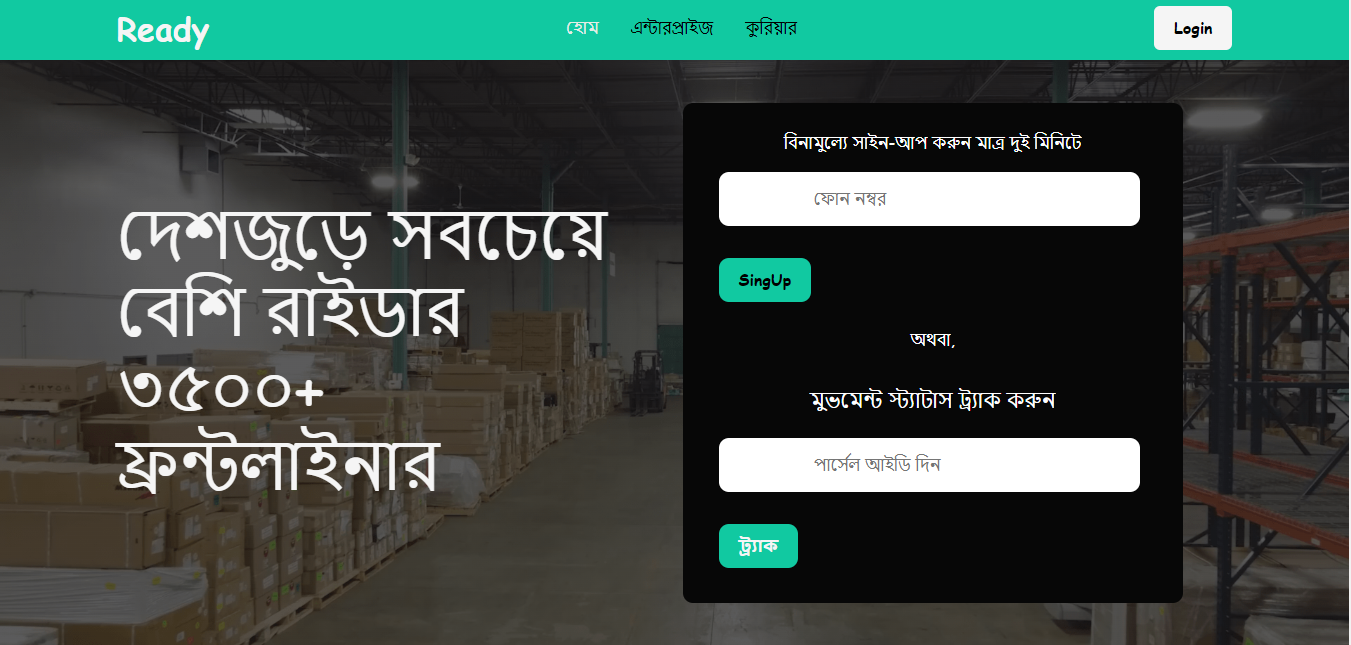 Ready
হোম এন্টারপ্রাইজ কুরিয়ার
Login
বিনামুল্যে সাইন-আপ করুন মাত্র দুই মিনিটে
ফোন নম্বর
SingUp
অথবা,
মুভমেন্ট স্ট্যাটাস ট্র্যাক করুন
পার্সেল আইডি দিন
ট্র্যাক
দেশজুড়ে সবচেয়ে
বেশি রাইডার
৩৫০০+
ফ্রন্টলাইনার